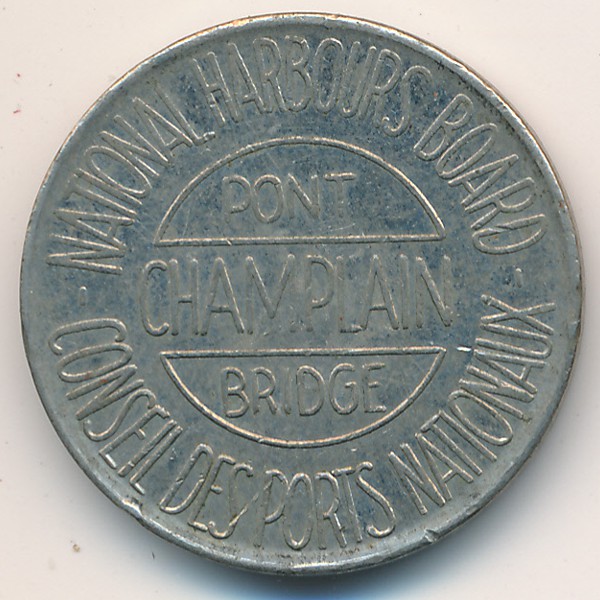 NATIONAL HARBOURS BOARD
PONT
CHAMPLAIN
BRIDGE
CONSEIL DES PORTS NATIONAUX